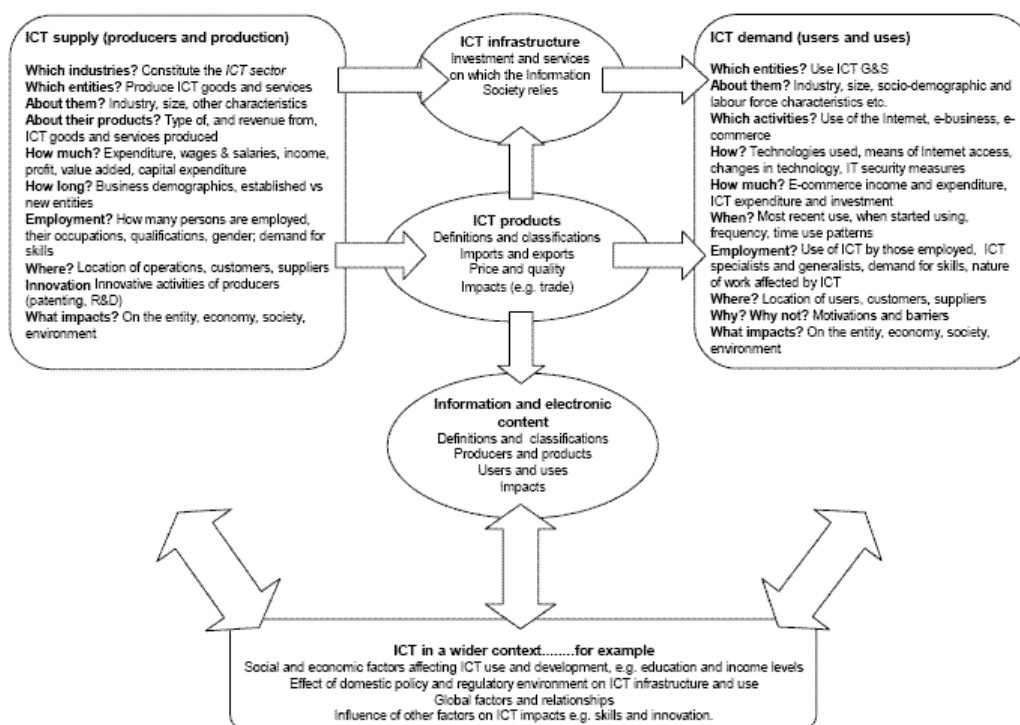 ICT supply (producers and production)
Which industries? Constitute the ICT sector
Which entities? Produce ICT goods and services
About them? Industry, size, other characteristics
About their products? Type of, and revenue from,
ICT goods and services produced
How much? Expenditure, wages & salaries, income,
profit, value added, capital expenditure
How long? Business demographics, established vs
new entities
Employment? How many persons are employed,
their occupations, qualifications, gender; demand for
skills
Where? Location of operations, customers, suppliers
Innovation Innovative activities of producers
(patenting, R&D)
What impacts? On the entity, economy, society,
environment
ICT infrastructure
Investment and services
on which the Information
Society relies
ICT products
Definitions and classifications
Imports and exports
Price and quality
Impacts (e.g. trade)
Information and electronic
content
Definitions and classifications
Producers and products
Users and uses
Impacts
ICT demand (users and uses)
Which entities? Use ICT G&S
About them? Industry, size, socio-demographic and
labour force characteristics etc.
Which activities? Use of the Internet, e-business, e-
commerce
How? Technologies used, means of Internet access,
changes in technology, IT security measures
How much? E-commerce income and expenditure,
ICT expenditure and investment
When? Most recent use, when started using,
frequency, time use patterns
Employment? Use of ICT by those employed, ICT
specialists and generalists, demand for skills, nature
of work affected by ICT
Where? Location of users, customers, suppliers
Why? Why not? Motivations and barriers
What impacts? On the entity, economy, society,
environment
ICT in a wider context........for example
Social and economic factors affecting ICT use and development, e.g. education and income levels
Effect of domestic policy and regulatory environment on ICT infrastructure and use
Global factors and relationships
Influence of other factors on ICT impacts e.g. skills and innovation.